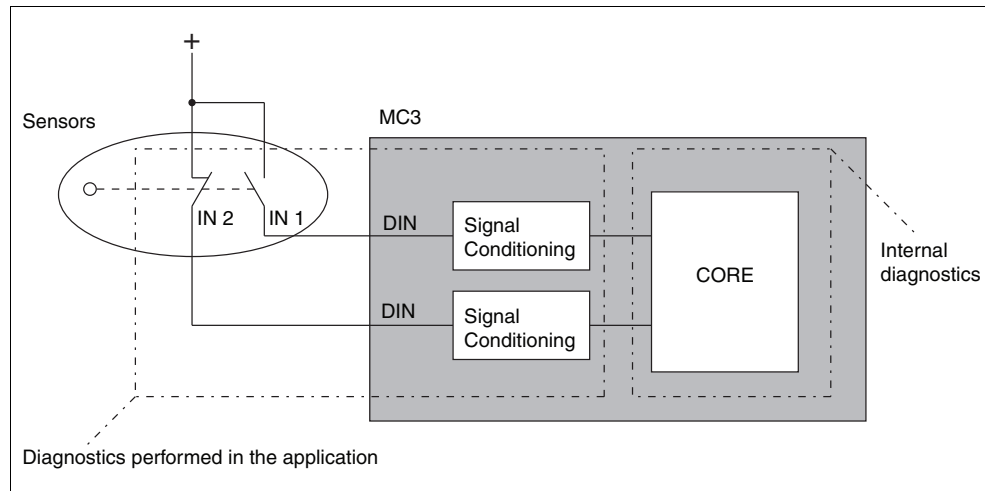 +
Sensors
MC3
IN 2
IN 1
DIN
Signal
Conditioning
DIN
Signal
Conditioning
CORE
Internal
diagnostics
Diagnostics performed in the application